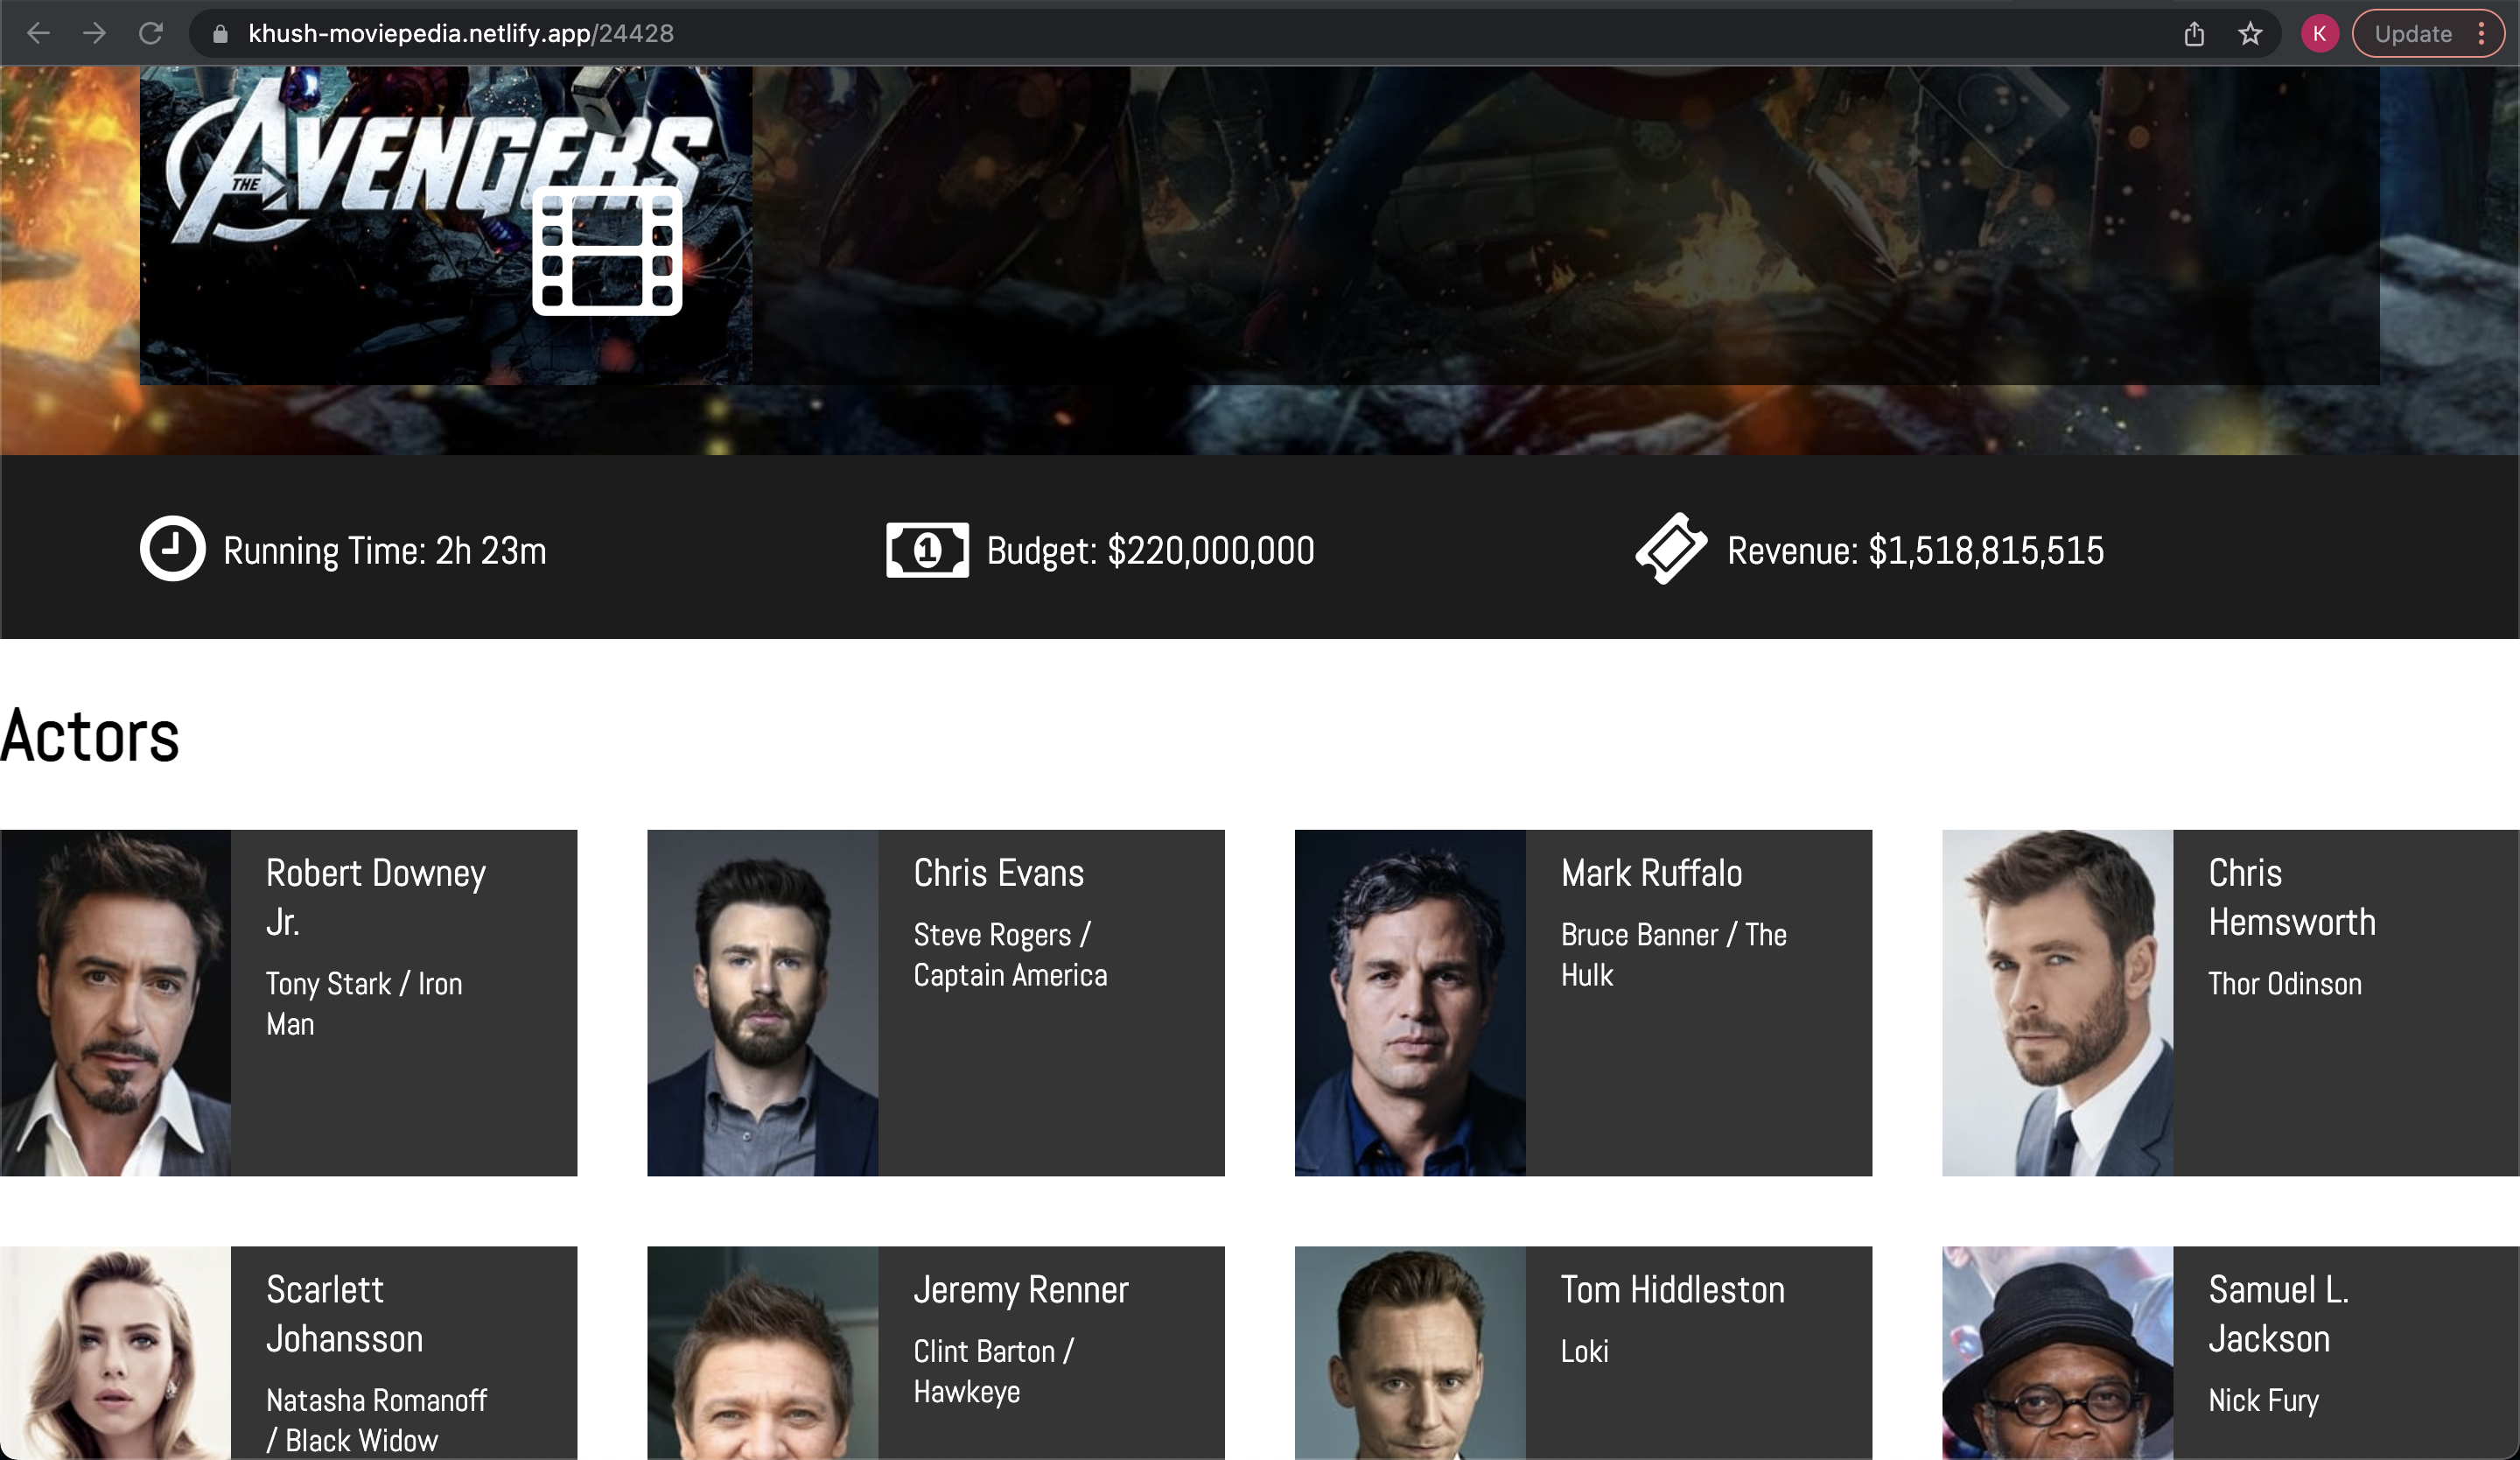 khush-moviepedia.netlify.app/24428
K
Update
THE AVENGERS
Running Time: 2h 23m
1
Budget: $220,000,000
Revenue: $1,518,815,515
Actors
Robert Downey
Jr.
Tony Stark / Iron
Man
Chris Evans
Steve Rogers /
Captain America
Mark Ruffalo
Bruce Banner / The
Hulk
Chris
Hemsworth
Thor Odinson
Scarlett
Johansson
Natasha Romanoff
/ Black Widow
Jeremy Renner
Clint Barton /
Hawkeye
Tom Hiddleston
Loki
Samuel L.
Jackson
Nick Fury